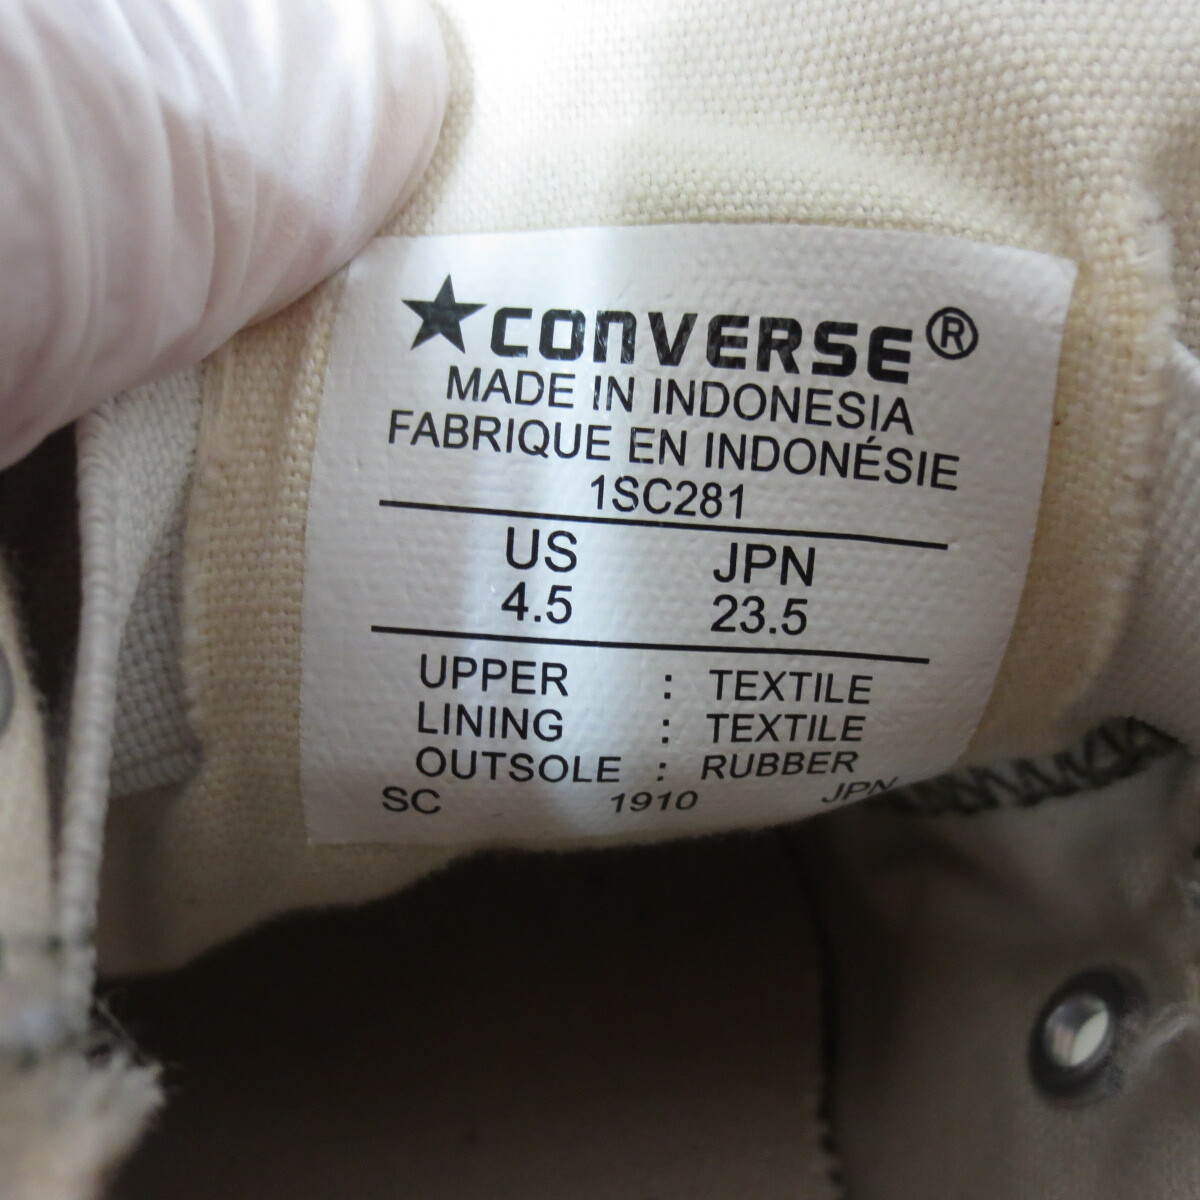 ★CONVERSE®
MADE IN INDONESIA
FABRIQUE EN INDONÉSIE
1SC281
US JPN
4.5 23.5
UPPER : TEXTILE
LINING : TEXTILE
OUTSOLE : RUBBER
SC 1910 JPN